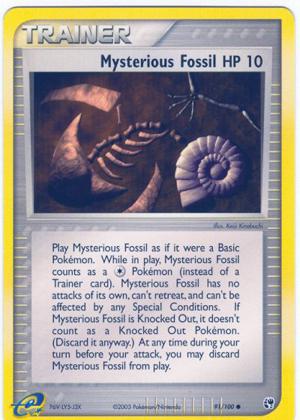 TRAINER
Mysterious Fossil HP 10
Illus. Keiji Kinebuchi
Play Mysterious Fossil as if it were a Basic
Pokémon. While in play, Mysterious Fossil
counts as a Pokémon (instead of a
Trainer card). Mysterious Fossil has no
attacks of its own, can't retreat, and can't be
affected by any Special Conditions. If
Mysterious Fossil is Knocked Out, it doesn't
count as a Knocked Out Pokémon.
(Discard it anyway.) At any time during your
turn before your attack, you may discard
Mysterious Fossil from play.
e
©2003 Pokémon/Nintendo
91/100